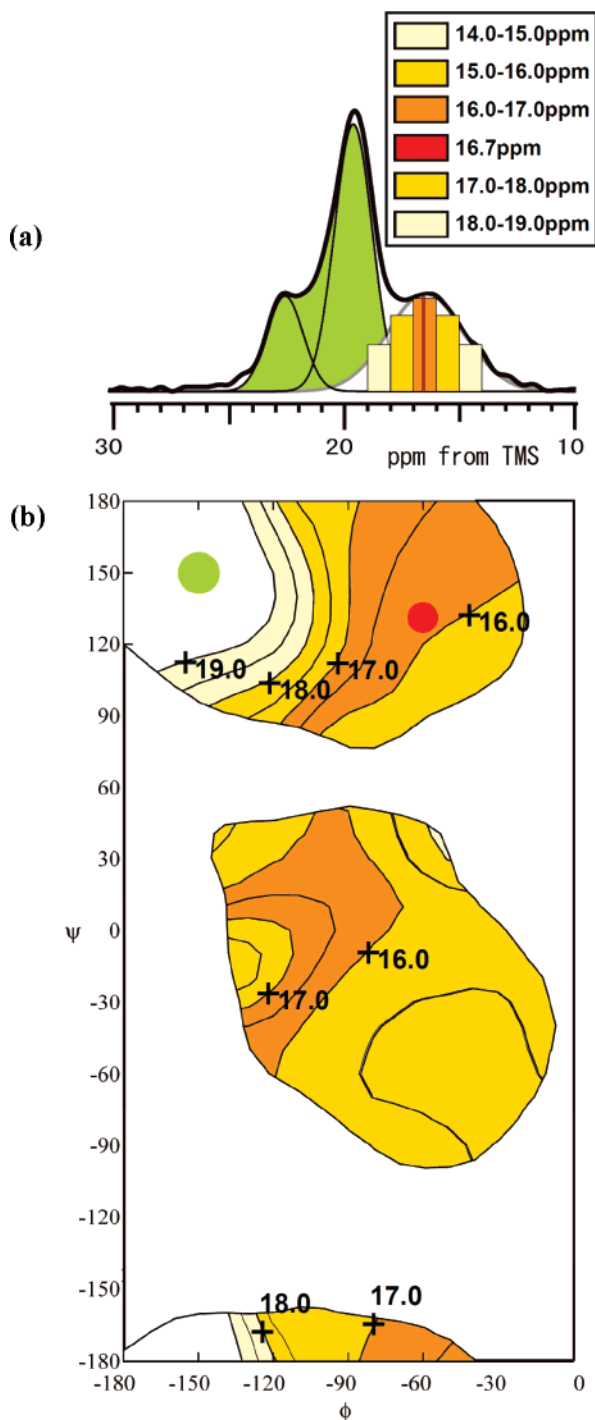 14.0-15.0ppm
15.0-16.0ppm
16.0-17.0ppm
16.7ppm
17.0-18.0ppm
18.0-19.0ppm
(a)
30 20 10
ppm from TMS
(b)
180
150
120
90
60
30
0
-30
-60
-90
-120
-150
-180
ψ
19.0
18.0
17.0
16.0
16.0
17.0
18.0
17.0
-180 -150 -120 -90 -60 -30 0
ϕ